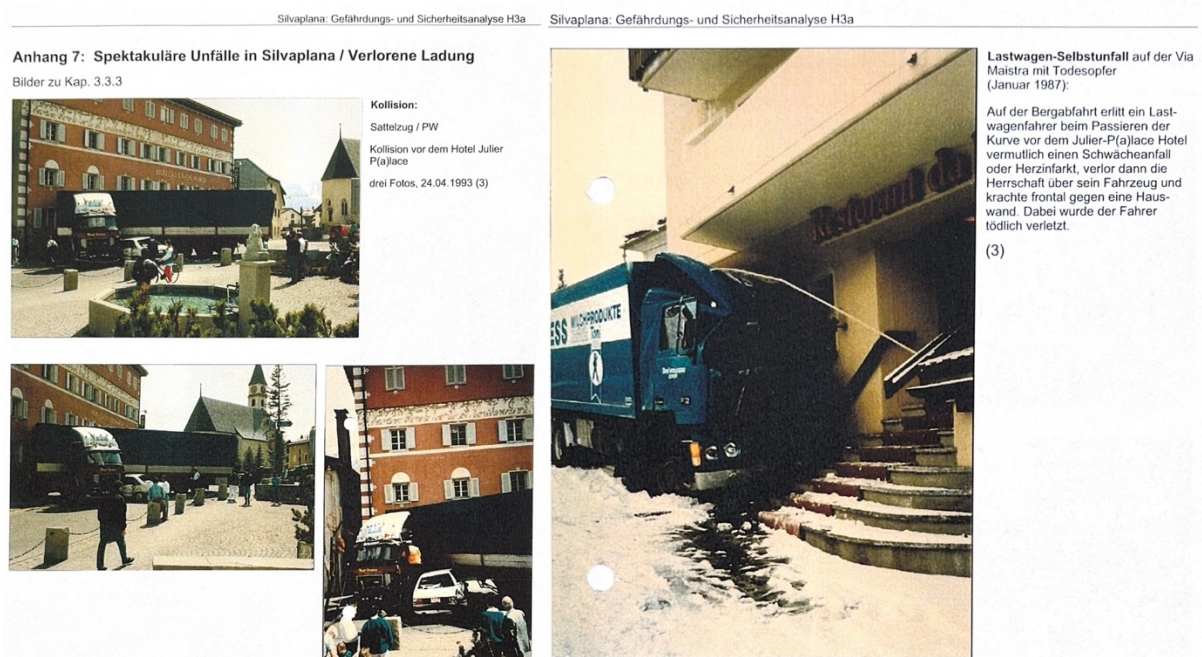 Silvaplana: Gefährdungs- und Sicherheitsanalyse H3a
Anhang 7: Spektakuläre Unfälle in Silvaplana / Verlorene Ladung
Bilder zu Kap. 3.3.3
Kollision:
Sattelzug / PW
Kollision vor dem Hotel Julier
P(a)lace
drei Fotos, 24.04.1993 (3)
Silvaplana: Gefährdungs- und Sicherheitsanalyse H3a
Lastwagen-Selbstunfall auf der Via
Maistra mit Todesopfer
(Januar 1987):
Auf der Bergabfahrt erlitt ein Last-
wagenfahrer beim Passieren der
Kurve vor dem Julier-P(a)lace Hotel
vermutlich einen Schwächeanfall
oder Herzinfarkt, verlor dann die
Herrschaft über sein Fahrzeug und
krachte frontal gegen eine Haus-
wand. Dabei wurde der Fahrer
tödlich verletzt.
(3)
Restaurant
ESS MILCHPRODUKTE
Toni